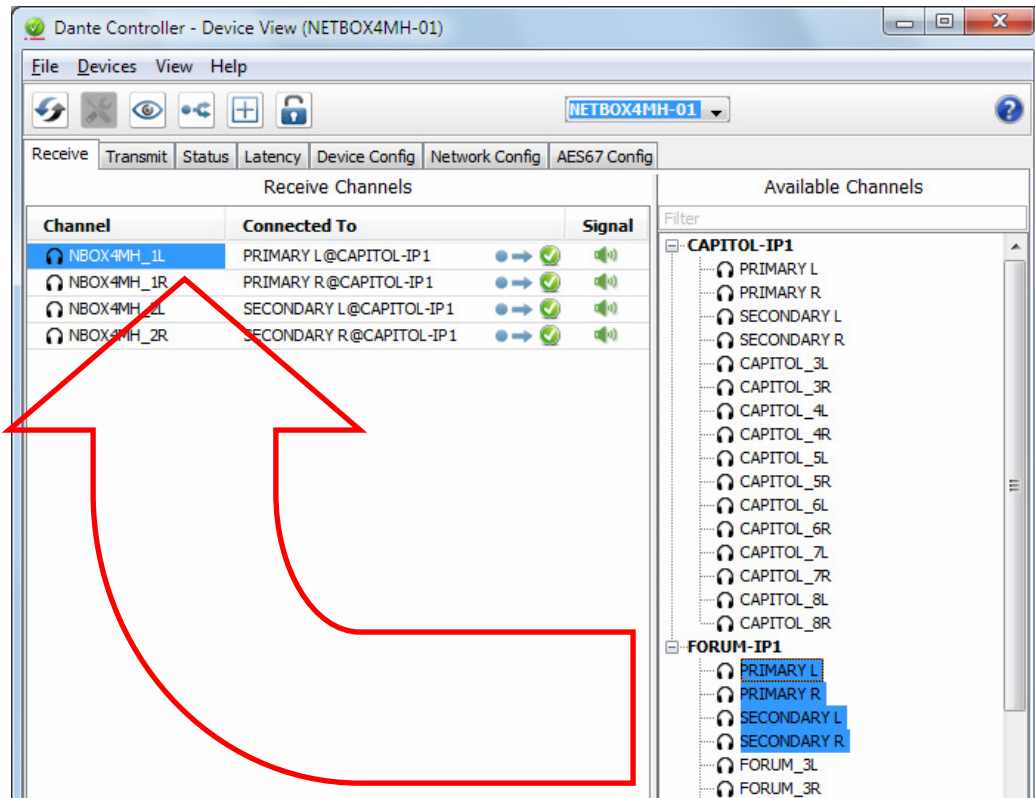 Dante Controller - Device View (NETBOX4MH-01)
File Devices View Help
NETBOX4MH-01
Receive Transmit Status Latency Device Config Network Config AES67 Config
Receive Channels
Channel Connected To Signal
NBOX4MH_1L PRIMARY L@CAPITOL-IP1
NBOX4MH_1R PRIMARY R@CAPITOL-IP1
NBOX4MH_2L SECONDARY L@CAPITOL-IP1
NBOX4MH_2R SECONDARY R@CAPITOL-IP1
Available Channels
Filter
CAPITOL-IP1
PRIMARY L
PRIMARY R
SECONDARY L
SECONDARY R
CAPITOL_3L
CAPITOL_3R
CAPITOL_4L
CAPITOL_4R
CAPITOL_5L
CAPITOL_5R
CAPITOL_6L
CAPITOL_6R
CAPITOL_7L
CAPITOL_7R
CAPITOL_8L
CAPITOL_8R
FORUM-IP1
PRIMARY L
PRIMARY R
SECONDARY L
SECONDARY R
FORUM_3L
FORUM_3R